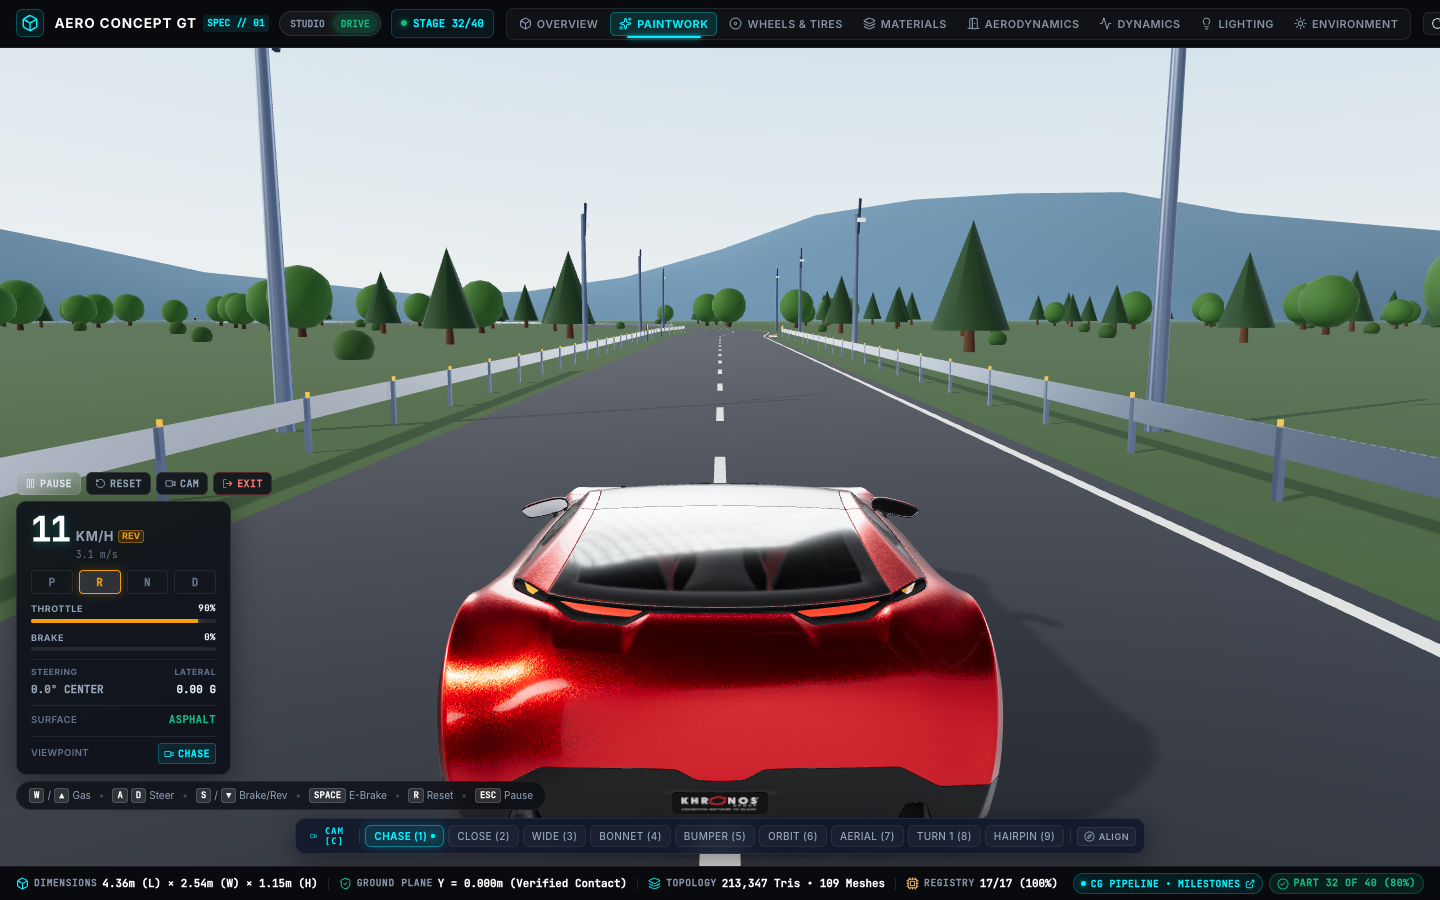 AERO CONCEPT GT SPEC // 01 STUDIO DRIVE STAGE 32/40 OVERVIEW PAINTWORK WHEELS & TIRES MATERIALS AERODYNAMICS DYNAMICS LIGHTING ENVIRONMENT
PAUSE RESET CAM EXIT
11 KM/H REV
3.1 m/s
P R N D
THROTTLE 90%
BRAKE 0%
STEERING LATERAL
0.0° CENTER 0.00 G
SURFACE ASPHALT
VIEWPOINT CHASE
W / ▲ Gas • A D Steer • S / ▼ Brake/Rev • SPACE E-Brake • R Reset • ESC Pause
KHRONOS
CAM [C] CHASE (1) CLOSE (2) WIDE (3) BONNET (4) BUMPER (5) ORBIT (6) AERIAL (7) TURN 1 (8) HAIRPIN (9) ALIGN
DIMENSIONS 4.36m (L) × 2.54m (W) × 1.15m (H) GROUND PLANE Y = 0.000m (Verified Contact) TOPOLOGY 213,347 Tris • 109 Meshes REGISTRY 17/17 (100%) CG PIPELINE • MILESTONES PART 32 OF 40 (80%)